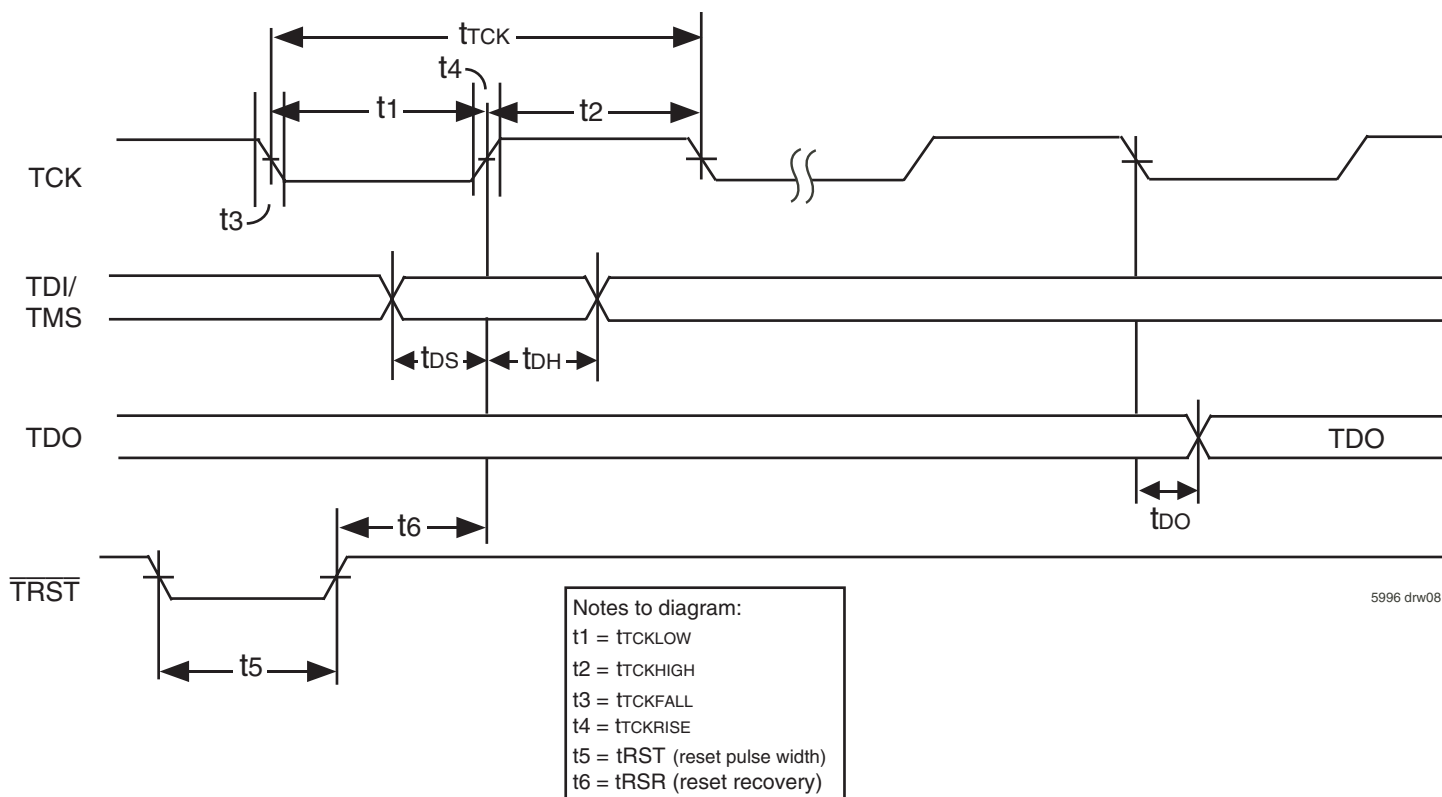 tTCK
t4
t1
t2
TCK
t3
TDI/
TMS
tDS
tDH
TDO
TDO
tDO
t6
TRST
5996 drw08
t5
Notes to diagram:
t1 = tTCKLOW
t2 = tTCKHIGH
t3 = tTCKFALL
t4 = tTCKRISE
t5 = tRST (reset pulse width)
t6 = tRSR (reset recovery)